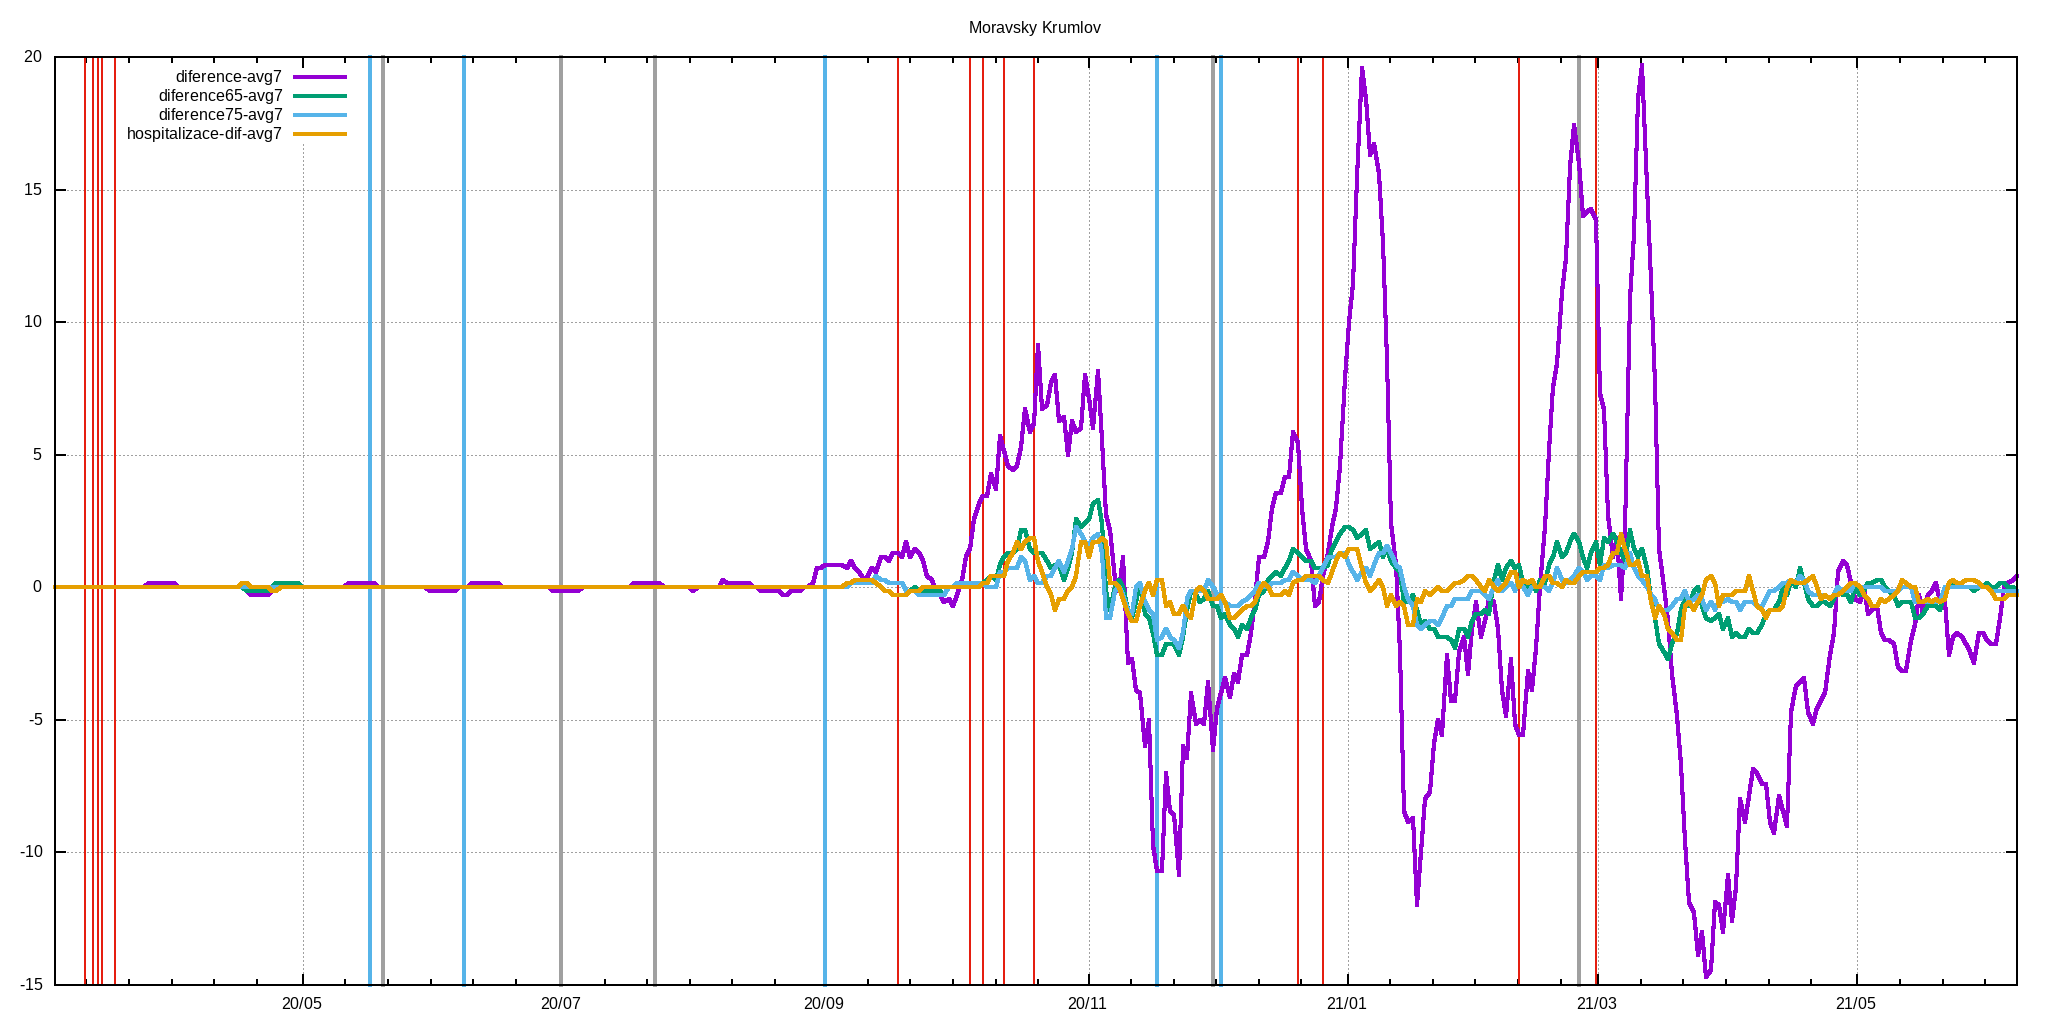 Moravsky Krumlov
20
15
10
5
0
-5
-10
-15
diference-avg7
diference65-avg7
diference75-avg7
hospitalizace-dif-avg7
20/05 20/07 20/09 20/11 21/01 21/03 21/05